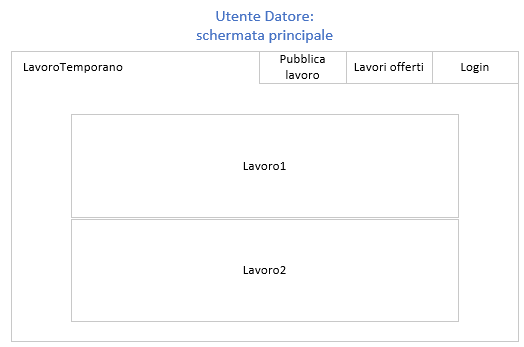 Utente Datore:
schermata principale
LavoroTemporano
Pubblica
lavoro
Lavori offerti
Login
Lavoro1
Lavoro2